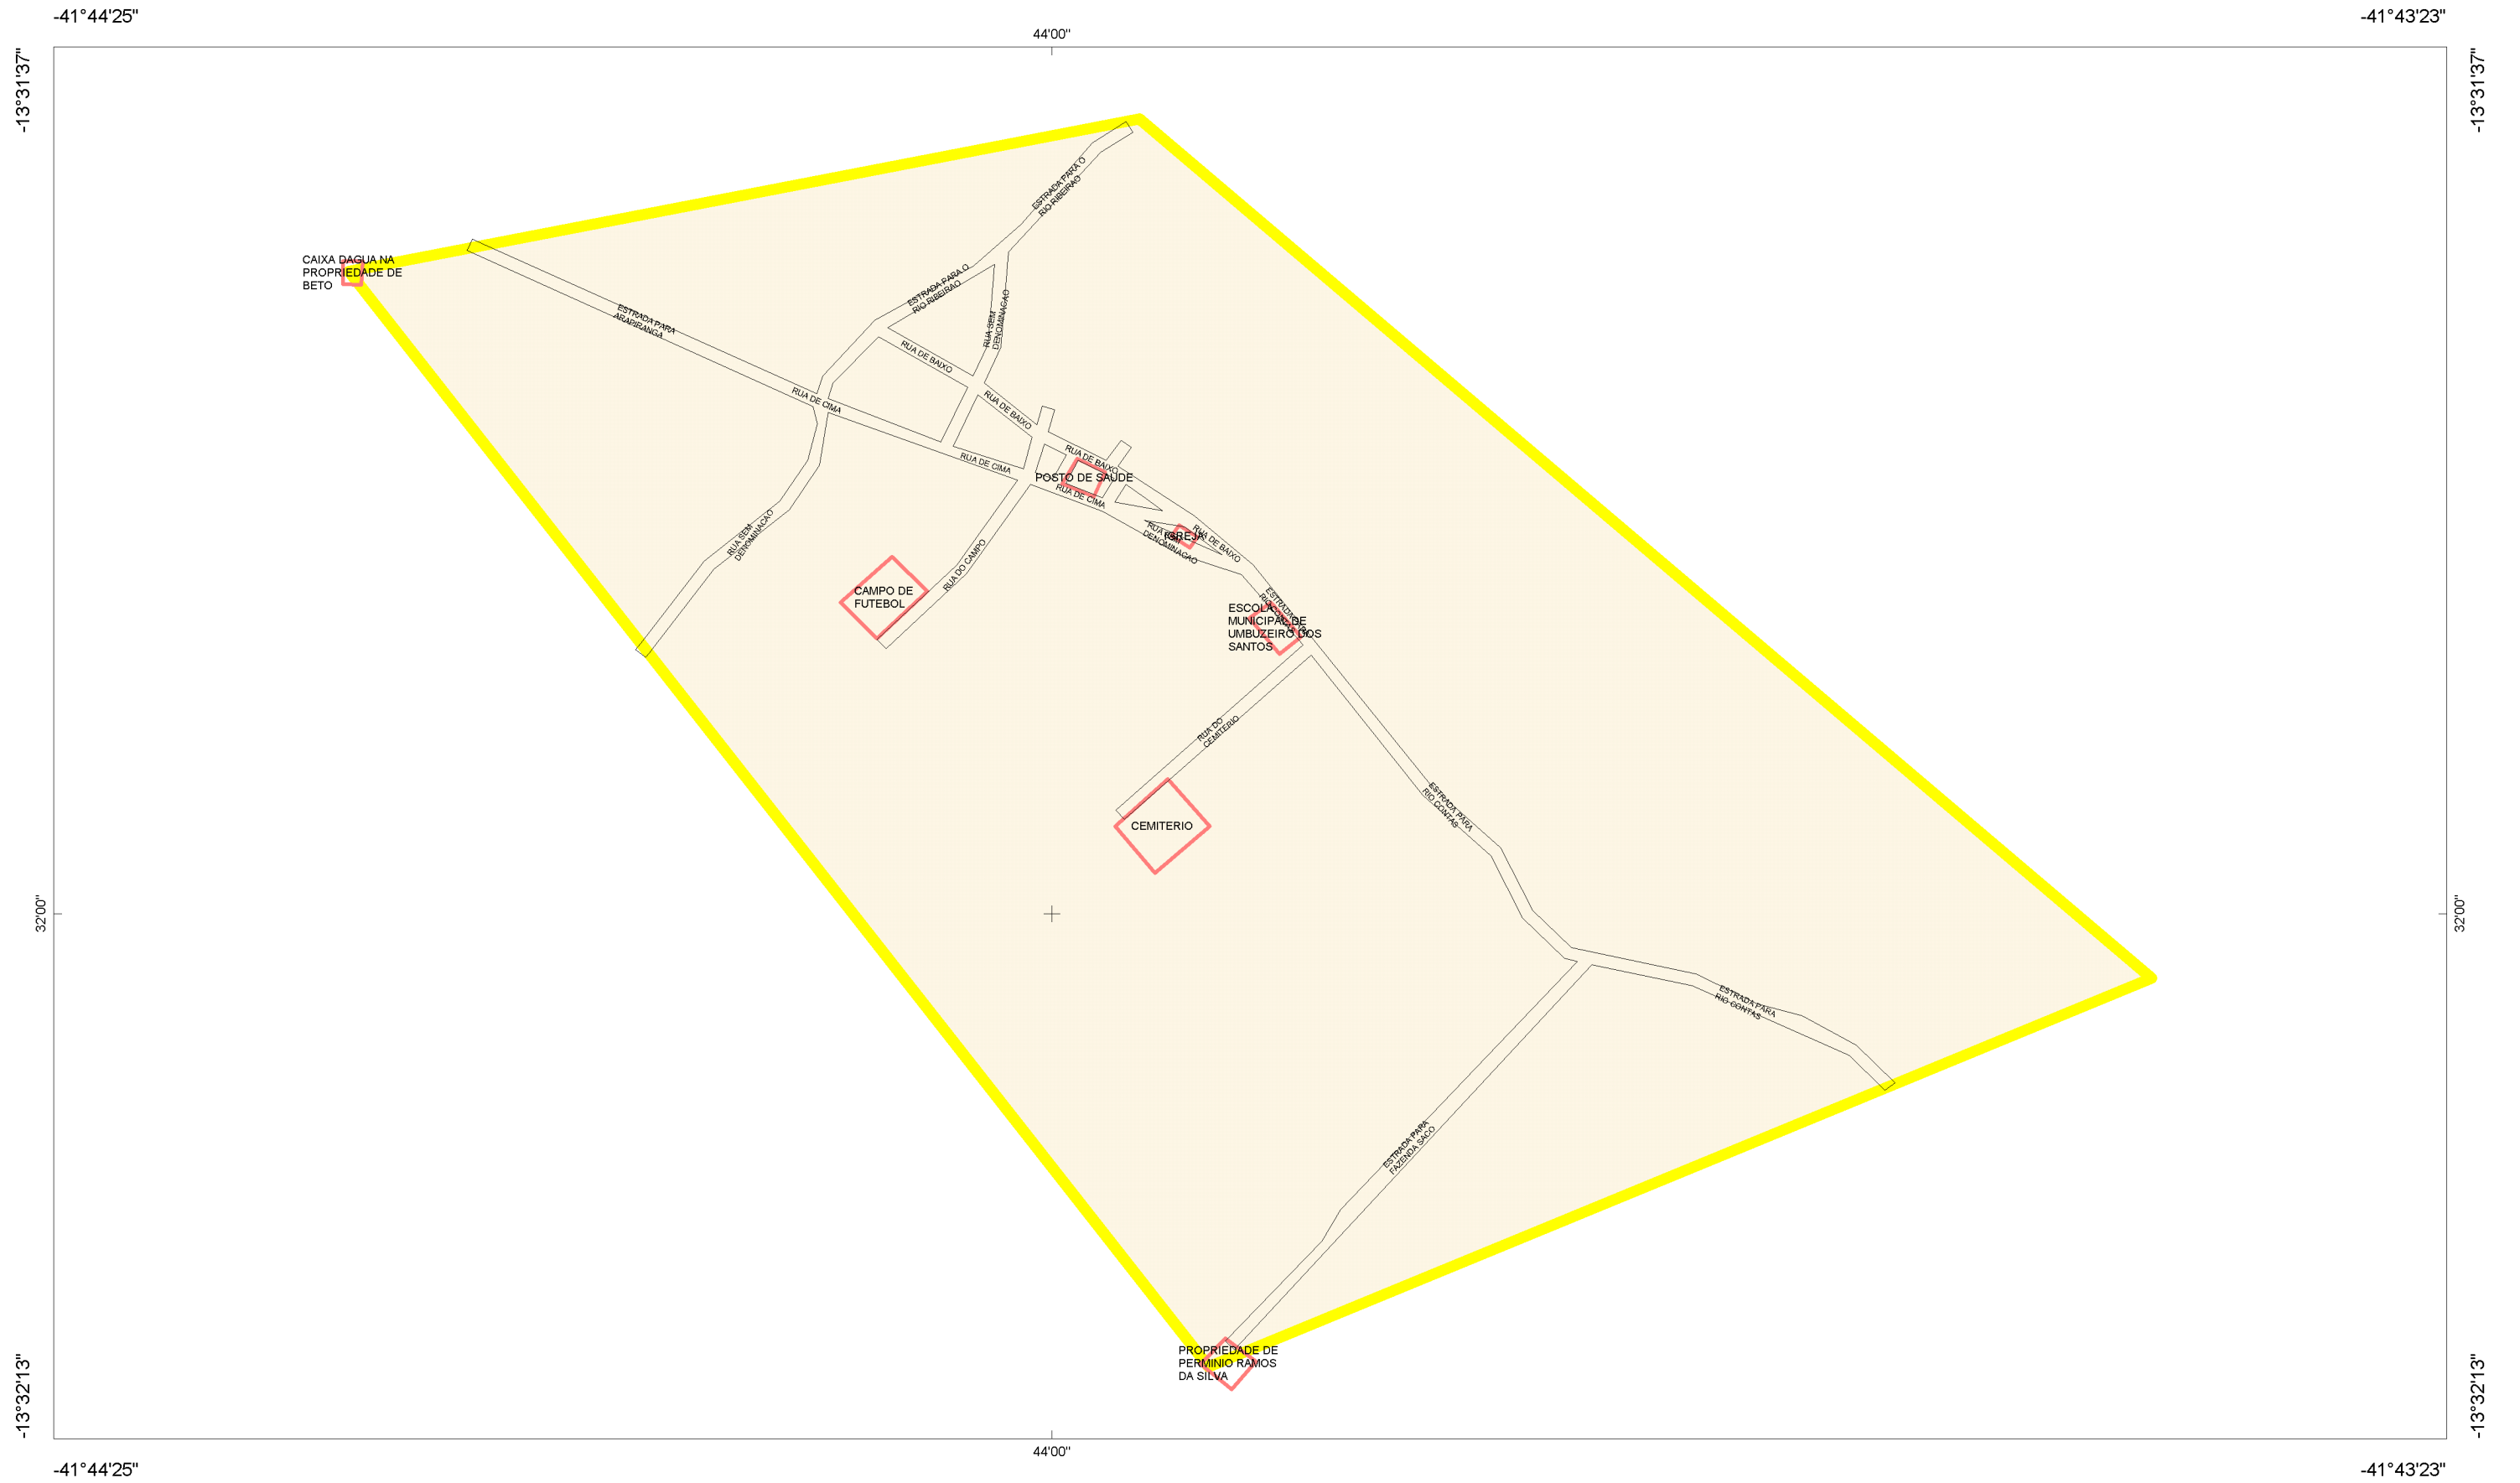 -41°44'25"
-41°43'23"
44'00"
-13°31'37"
-13°31'37"
ESTRADA PARA O
RIO RIBEIRAO
CAIXA DAGUA NA
PROPRIEDADE DE
BETO
ESTRADA PARA O
RIO RIBEIRAO
ESTRADA PARA
ARAPIRANGA
RUA SEM
DENOMINACAO
RUA DE BAIXO
RUA DE CIMA
RUA DE BAIXO
RUA DE CIMA
RUA DE BAIXO
POSTO DE SAUDE
RUA DE CIMA
RUA SEM
DENOMINACAO
RUA
DENOMINACAO
IGREJA
RUA DE BAIXO
RUA DO CAMPO
CAMPO DE
FUTEBOL
ESTRADA PARA
RIO CONTAS
ESCOLA
MUNICIPAL DE
UMBUZEIRO DOS
SANTOS
RUA DO
CEMITERIO
ESTRADA PARA
RIO CONTAS
CEMITERIO
32'00"
32'00"
ESTRADA PARA
RIO CONTAS
ESTRADA PARA
FAZENDA SACO
PROPRIEDADE DE
PERMINIO RAMOS
DA SILVA
-13°32'13"
-13°32'13"
44'00"
-41°44'25"
-41°43'23"